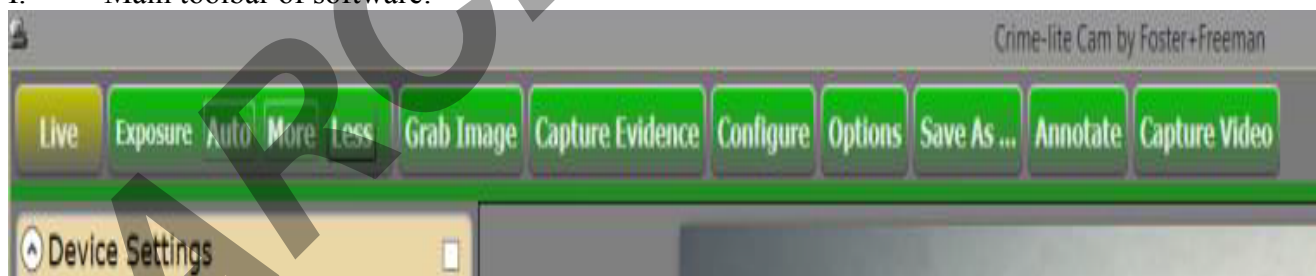 Main toolbar of software:
Crime-lite Cam by Foster+Freeman
Live Exposure Auto More Less Grab Image Capture Evidence Configure Options Save As ... Annotate Capture Video
Device Settings